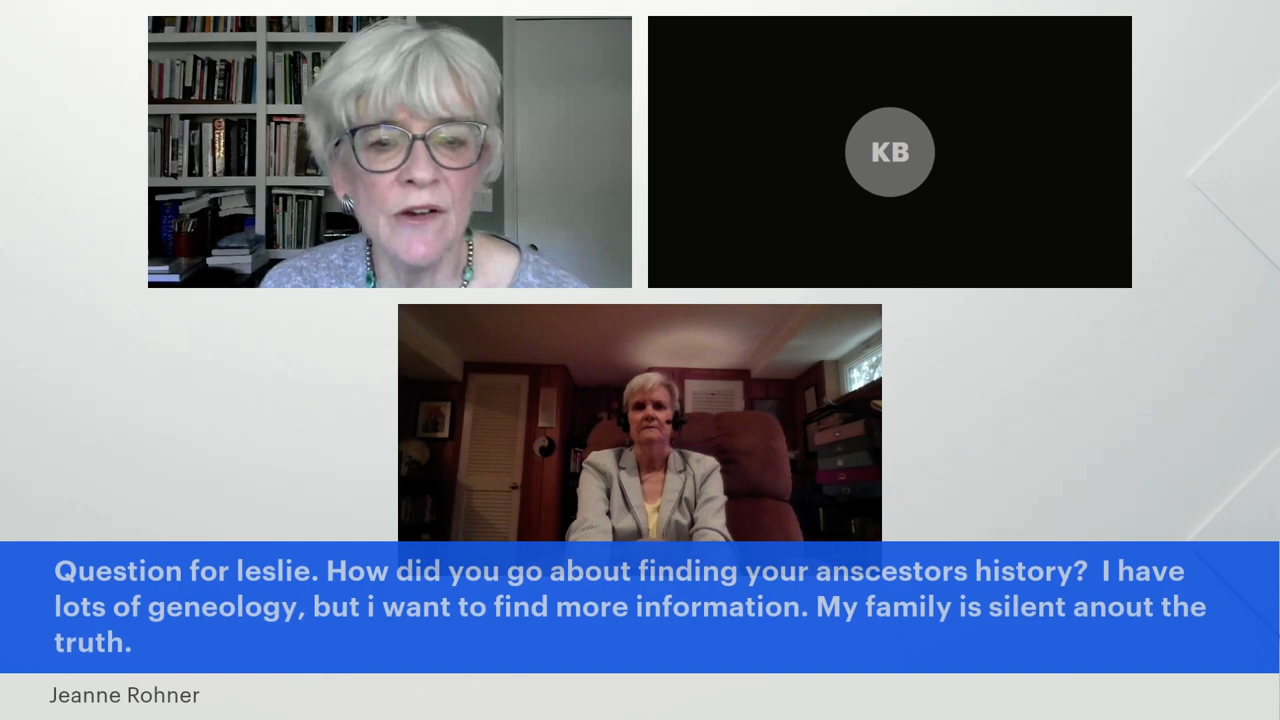 KB
Question for leslie. How did you go about finding your anscestors history?  I have
lots of geneology, but i want to find more information. My family is silent anout the
truth.
Jeanne Rohner